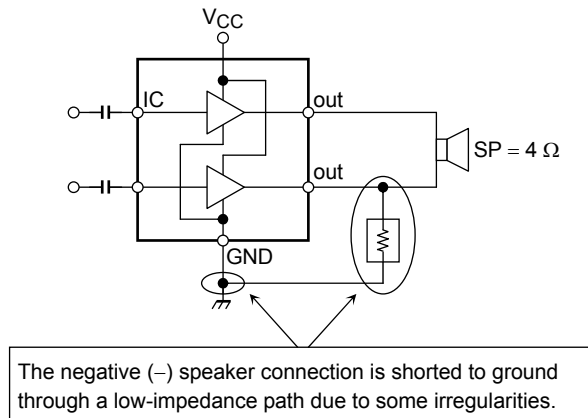 VCC
IC
out
SP = 4 Ω
out
GND
The negative (−) speaker connection is shorted to ground
through a low-impedance path due to some irregularities.